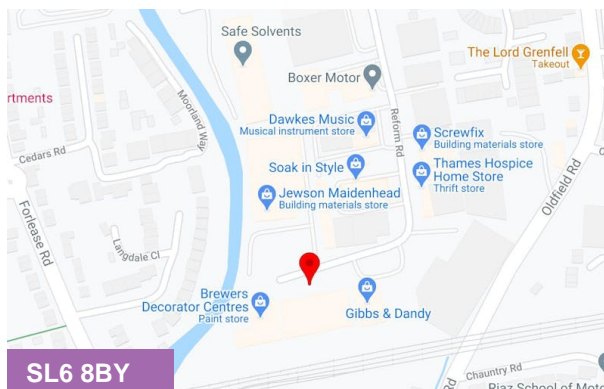 Safe Solvents
The Lord Grenfell
Takeout
Boxer Motor
rtments
Moorland Way
Dawkes Music
Musical instrument store
Reform Rd
Screwfix
Building materials store
Cedars Rd
Soak in Style
Thames Hospice
Home Store
Thrift store
Oldfield Rd
Jewson Maidenhead
Building materials store
Forlease Rd
Langdale Cl
Brewers
Decorator Centres
Paint store
Gibbs & Dandy
SL6 8BY
Rd
Chauntry Rd
Riaz School of Moto